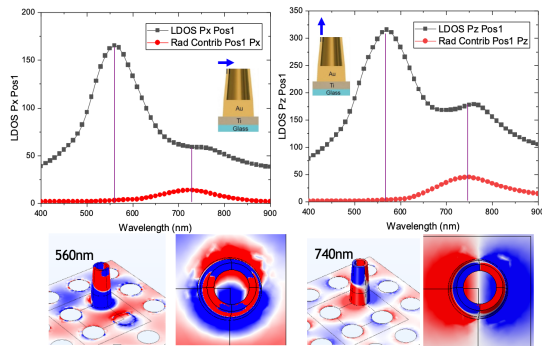 200
150
100
50
0
LDOS Px Pos1
LDOS Px Pos1
Rad Contrib Pos1 Px
Au
Ti
Glass
400 500 600 700 800 900
Wavelength (nm)
350
300
250
200
150
100
50
0
LDOS Pz Pos1
LDOS Pz Pos1
Rad Contrib Pos1 Pz
Au
Ti
Glass
400 500 600 700 800 900
Wavelength (nm)
560nm
740nm